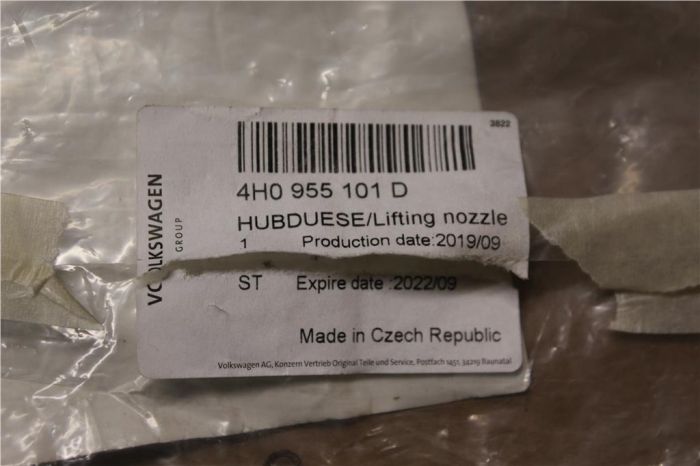 3822
4H0 955 101 D
HUBDUESE/Lifting nozzle
1 Production date:2019/09
ST Expire date :2022/09
Made in Czech Republic
Volkswagen AG, Konzern Vertrieb Original Teile und Service, Postfach 1451, 34219 Baunatal
VOLKSWAGEN
GROUP